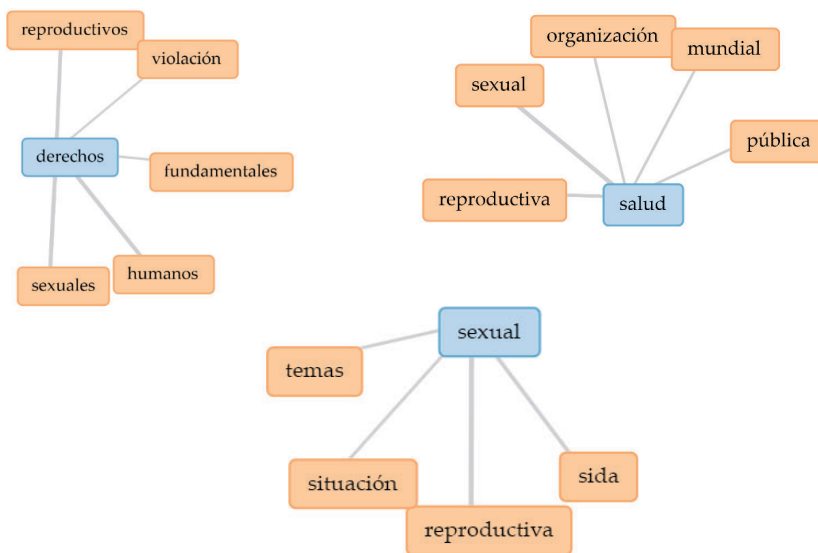 reproductivos
violación
derechos
fundamentales
humanos
sexuales
organización
mundial
sexual
pública
reproductiva
salud
sexual
temas
situación
sida
reproductiva